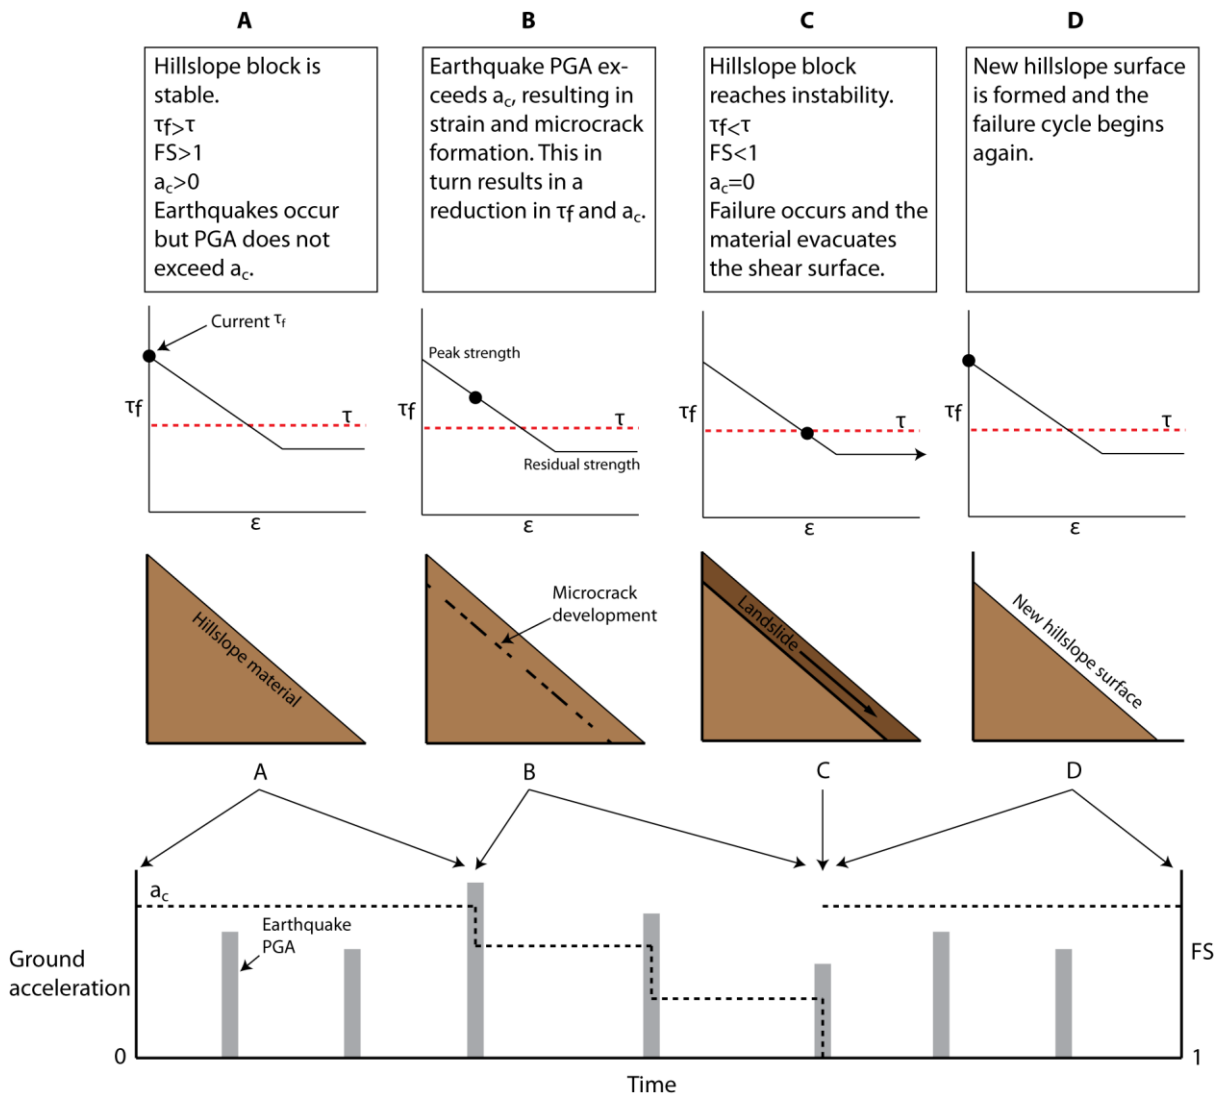 A
B
C
D
Hillslope block is
stable.
τf>τ
FS>1
ac>0
Earthquakes occur
but PGA does not
exceed ac.
Earthquake PGA ex-
ceeds ac, resulting in
strain and microcrack
formation. This in
turn results in a
reduction in τf and ac.
Hillslope block
reaches instability.
τf<τ
FS<1
ac=0
Failure occurs and the
material evacuates
the shear surface.
New hillslope surface
is formed and the
failure cycle begins
again.
Current τf
τf
τ
ε
Peak strength
τf
τ
Residual strength
ε
τf
τ
ε
τf
τ
ε
Hillslope material
Microcrack
development
Landslide
New hillslope surface
A
B
C
D
ac
Earthquake
PGA
Ground
acceleration
FS
0
1
Time